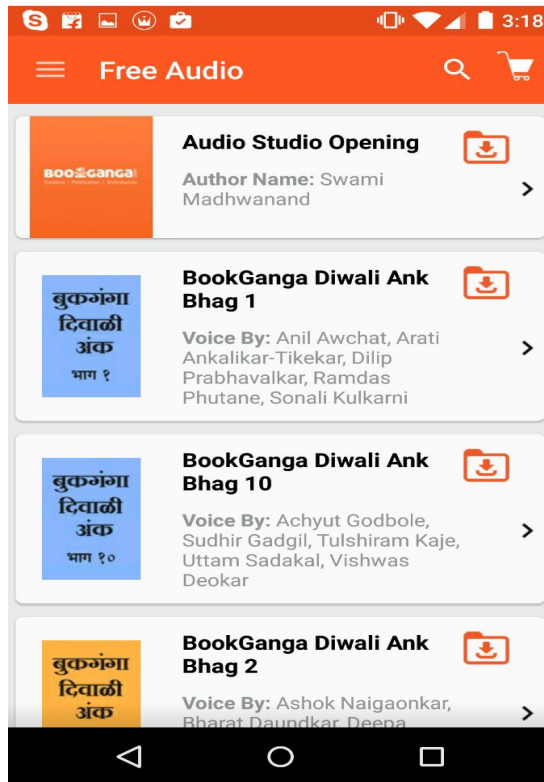 3:18
Free Audio
BOOKGANGA
Audio Studio Opening
Author Name: Swami
Madhwanand
बुकगंगा
दिवाळी
अंक
भाग १
BookGanga Diwali Ank
Bhag 1
Voice By: Anil Awchat, Arati
Ankalikar-Tikekar, Dilip
Prabhavalkar, Ramdas
Phutane, Sonali Kulkarni
बुकगंगा
दिवाळी
अंक
भाग १०
BookGanga Diwali Ank
Bhag 10
Voice By: Achyut Godbole,
Sudhir Gadgil, Tulshiram Kaje,
Uttam Sadakal, Vishwas
Deokar
बुकगंगा
दिवाळी
अंक
BookGanga Diwali Ank
Bhag 2
Voice By: Ashok Naigaonkar,
Bharat Daundkar, Deepa